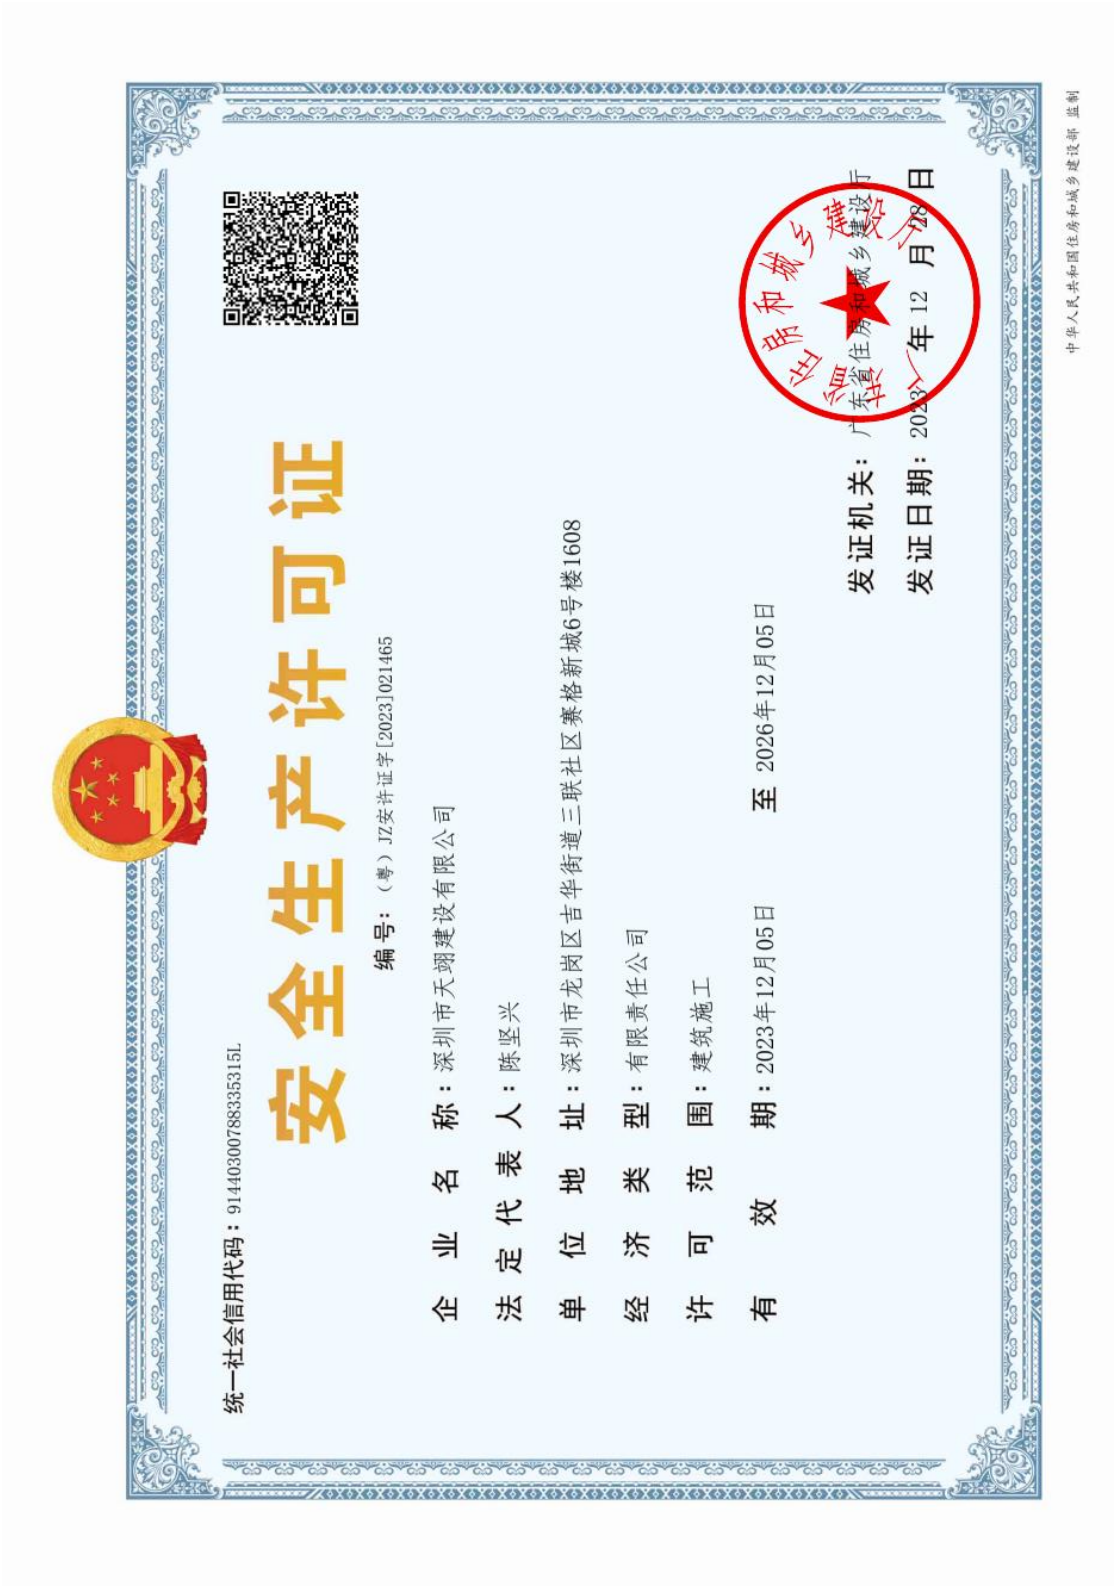 统一社会信用代码：91440300788335315L
安全生产许可证
编号：（粤）JZ安许证字[2023]021465
企业名称：深圳市天翊建设有限公司
法定代表人：陈坚兴
单位地址：深圳市龙岗区吉华街道三联社区赛格新城6号楼1608
经济类型：有限责任公司
许可范围：建筑施工
有效期：2023年12月05日 至 2026年12月05日
发证机关：广东省住房和城乡建设厅
发证日期：2023年12月28日
住房和城乡建设厅
中华人民共和国住房和城乡建设部 监制